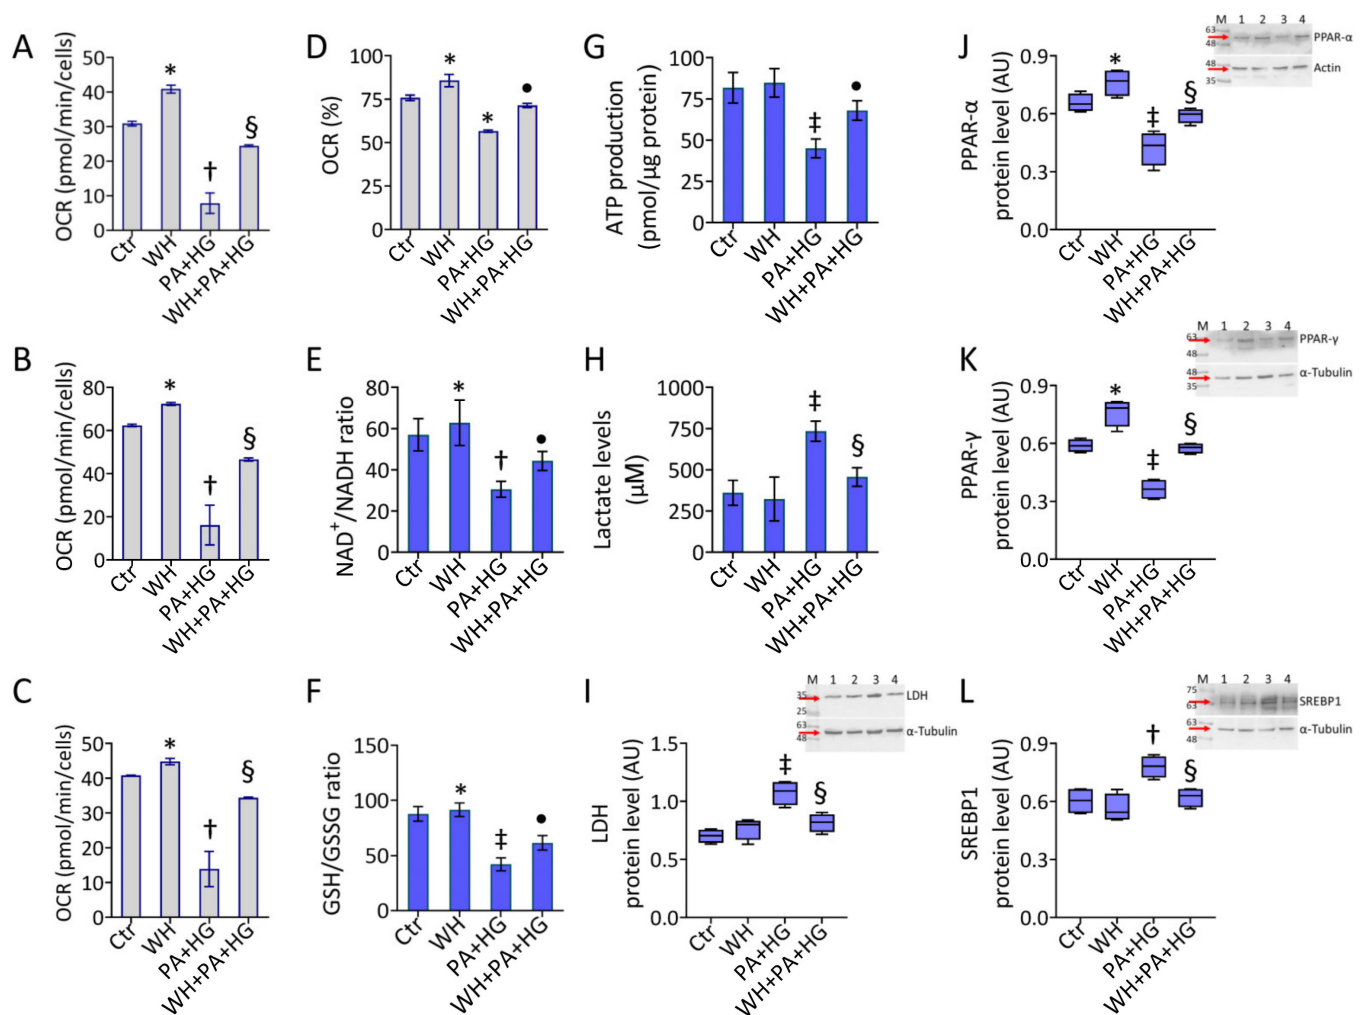 A
OCR (pmol/min/cells)
50
40
30
20
10
0
*
†
§
Ctr
WH
PA+HG
WH+PA+HG
D
OCR (%)
100
75
50
25
0
*
*
●
Ctr
WH
PA+HG
WH+PA+HG
G
ATP production
(pmol/µg protein)
100
75
50
25
0
‡
●
Ctr
WH
PA+HG
WH+PA+HG
J
PPAR-α
protein level (AU)
0.9
0.6
0.3
0.0
*
‡
§
Ctr
WH
PA+HG
WH+PA+HG
M 1 2 3 4
63
48
PPAR-α
48
35
Actin
B
OCR (pmol/min/cells)
80
60
40
20
0
*
†
§
Ctr
WH
PA+HG
WH+PA+HG
E
NAD+/NADH ratio
80
60
40
20
0
*
†
●
Ctr
WH
PA+HG
WH+PA+HG
H
Lactate levels
(µM)
1000
750
500
250
0
‡
§
Ctr
WH
PA+HG
WH+PA+HG
K
PPAR-γ
protein level (AU)
0.9
0.6
0.3
0.0
*
‡
§
Ctr
WH
PA+HG
WH+PA+HG
M 1 2 3 4
63
48
PPAR-γ
48
35
α-Tubulin
C
OCR (pmol/min/cells)
50
40
30
20
10
0
*
†
§
Ctr
WH
PA+HG
WH+PA+HG
F
GSH/GSSG ratio
150
100
50
0
*
‡
●
Ctr
WH
PA+HG
WH+PA+HG
I
LDH
protein level (AU)
1.5
1.0
0.5
0.0
‡
§
Ctr
WH
PA+HG
WH+PA+HG
M 1 2 3 4
35
25
LDH
63
48
α-Tubulin
L
SREBP1
protein level (AU)
0.9
0.6
0.3
0.0
†
§
Ctr
WH
PA+HG
WH+PA+HG
M 1 2 3 4
75
63
SREBP1
63
48
α-Tubulin